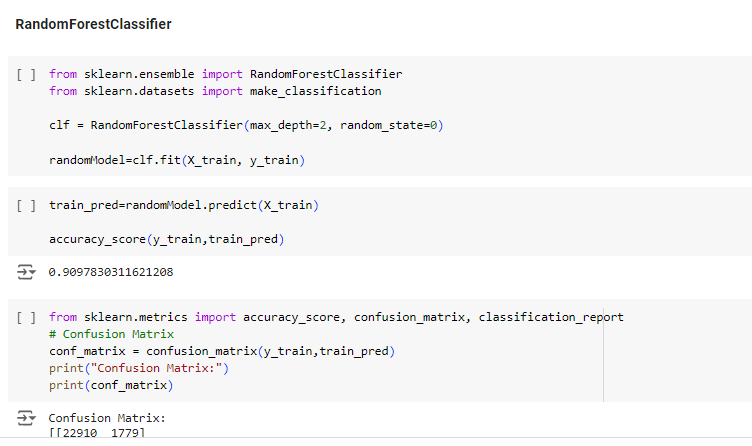 RandomForestClassifier
[ ] from sklearn.ensemble import RandomForestClassifier
from sklearn.datasets import make_classification
clf = RandomForestClassifier(max_depth=2, random_state=0)
randomModel=clf.fit(X_train, y_train)
[ ] train_pred=randomModel.predict(X_train)
accuracy_score(y_train,train_pred)
0.9097830311621208
[ ] from sklearn.metrics import accuracy_score, confusion_matrix, classification_report
# Confusion Matrix
conf_matrix = confusion_matrix(y_train,train_pred)
print("Confusion Matrix:")
print(conf_matrix)
Confusion Matrix:
[[22910  1779]